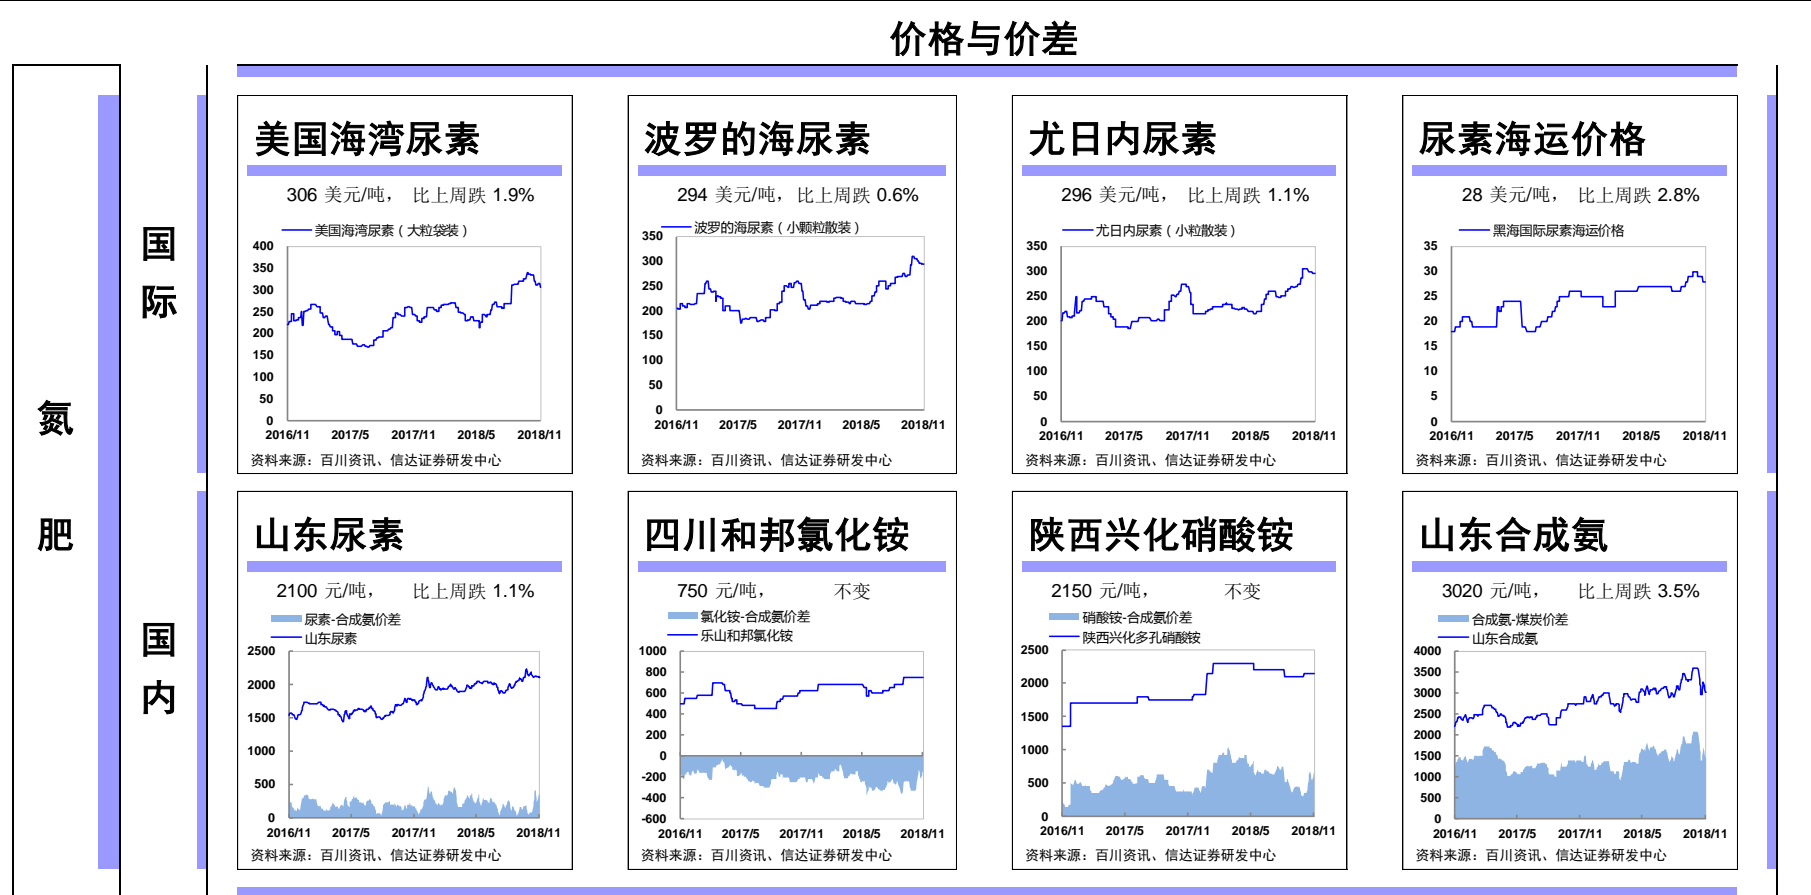 价格与价差
氮
肥
国
际
美国海湾尿素
306 美元/吨， 比上周跌 1.9%
美国海湾尿素（大粒袋装）
400
350
300
250
200
150
100
50
0
2016/11 2017/5 2017/11 2018/5 2018/11
资料来源：百川资讯、信达证券研发中心
波罗的海尿素
294 美元/吨，比上周跌 0.6%
波罗的海尿素（小颗粒散装）
350
300
250
200
150
100
50
0
2016/11 2017/5 2017/11 2018/5 2018/11
资料来源：百川资讯、信达证券研发中心
尤日内尿素
296 美元/吨， 比上周跌 1.1%
尤日内尿素（小粒散装）
350
300
250
200
150
100
50
0
2016/11 2017/5 2017/11 2018/5 2018/11
资料来源：百川资讯、信达证券研发中心
尿素海运价格
28 美元/吨， 比上周跌 2.8%
黑海国际尿素海运价格
35
30
25
20
15
10
5
0
2016/11 2017/5 2017/11 2018/5 2018/11
资料来源：百川资讯、信达证券研发中心
国
内
山东尿素
2100 元/吨， 比上周跌 1.1%
尿素-合成氨价差
山东尿素
2500
2000
1500
1000
500
0
2016/11 2017/5 2017/11 2018/5 2018/11
资料来源：百川资讯、信达证券研发中心
四川和邦氯化铵
750 元/吨， 不变
氯化铵-合成氨价差
乐山和邦氯化铵
1000
800
600
400
200
0
-200
-400
-600
2016/11 2017/5 2017/11 2018/5 2018/11
资料来源：百川资讯、信达证券研发中心
陕西兴化硝酸铵
2150 元/吨， 不变
硝酸铵-合成氨价差
陕西兴化多孔硝酸铵
2500
2000
1500
1000
500
0
2016/11 2017/5 2017/11 2018/5 2018/11
资料来源：百川资讯、信达证券研发中心
山东合成氨
3020 元/吨， 比上周跌 3.5%
合成氨-煤炭价差
山东合成氨
4000
3500
3000
2500
2000
1500
1000
500
0
2016/11 2017/5 2017/11 2018/5 2018/11
资料来源：百川资讯、信达证券研发中心